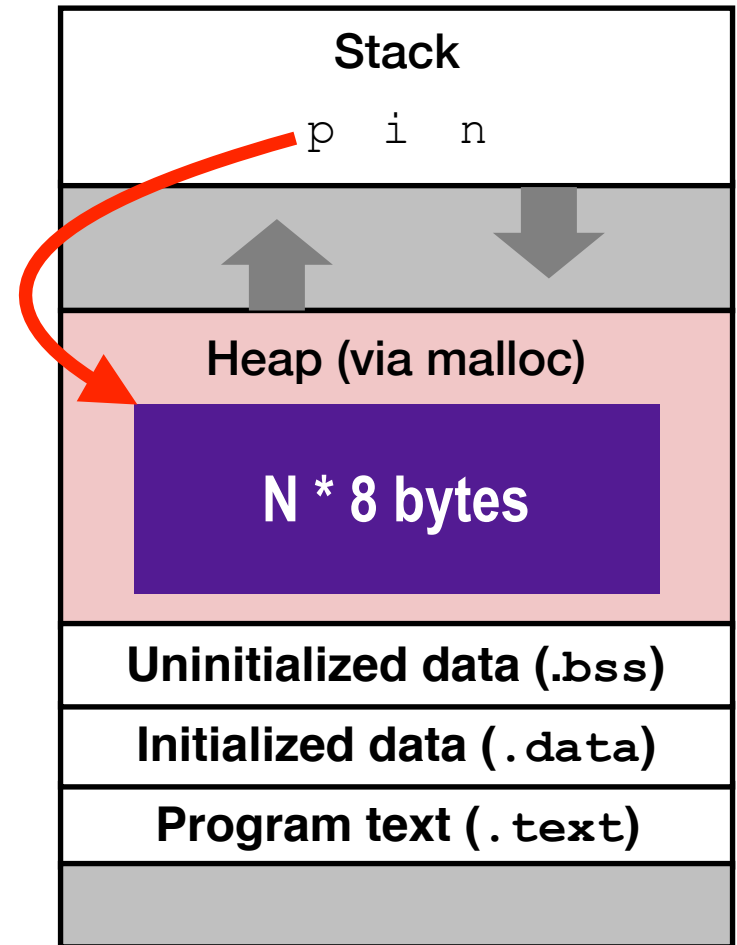 Stack
p i n
Heap (via malloc)
N * 8 bytes
Uninitialized data (.bss)
Initialized data (.data)
Program text (.text)